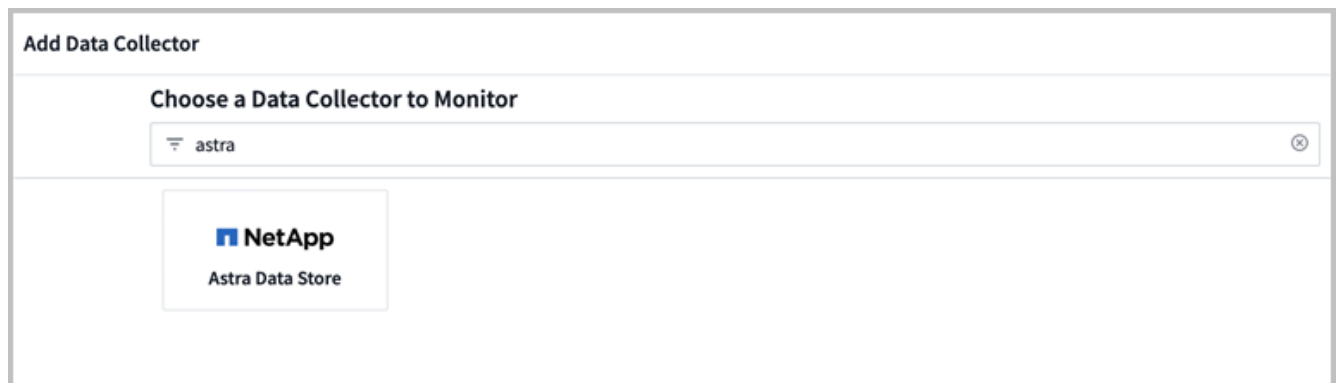 Add Data Collector
Choose a Data Collector to Monitor
astra
NetApp
Astra Data Store